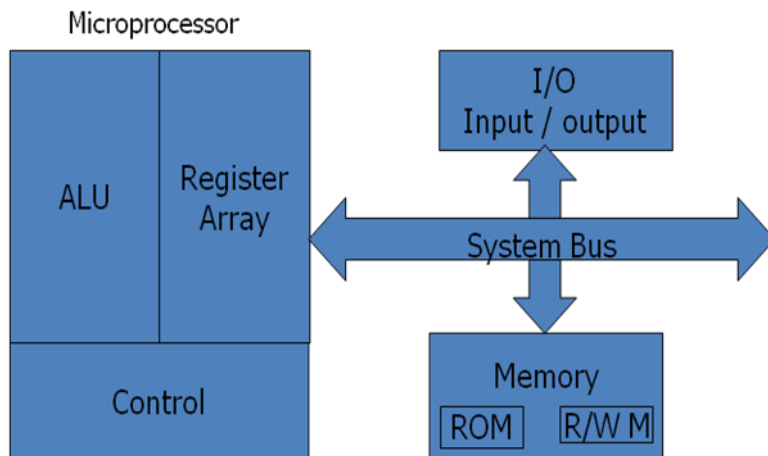 Microprocessor
ALU
Register
Array
Control
I/O
Input / output
System Bus
Memory
ROM
R/W M